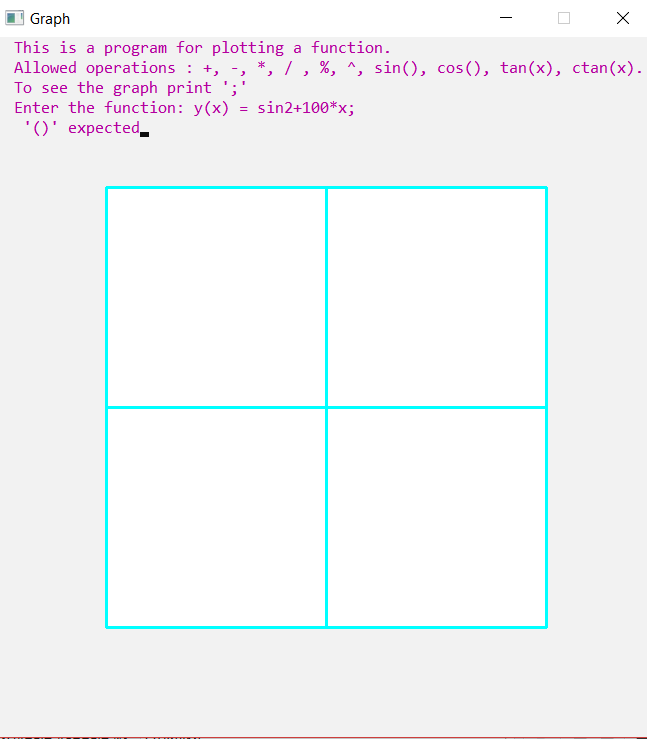 Graph
This is a program for plotting a function.
Allowed operations : +, -, *, / , %, ^, sin(), cos(), tan(x), ctan(x).
To see the graph print ';'
Enter the function: y(x) = sin2+100*x;
'()' expected